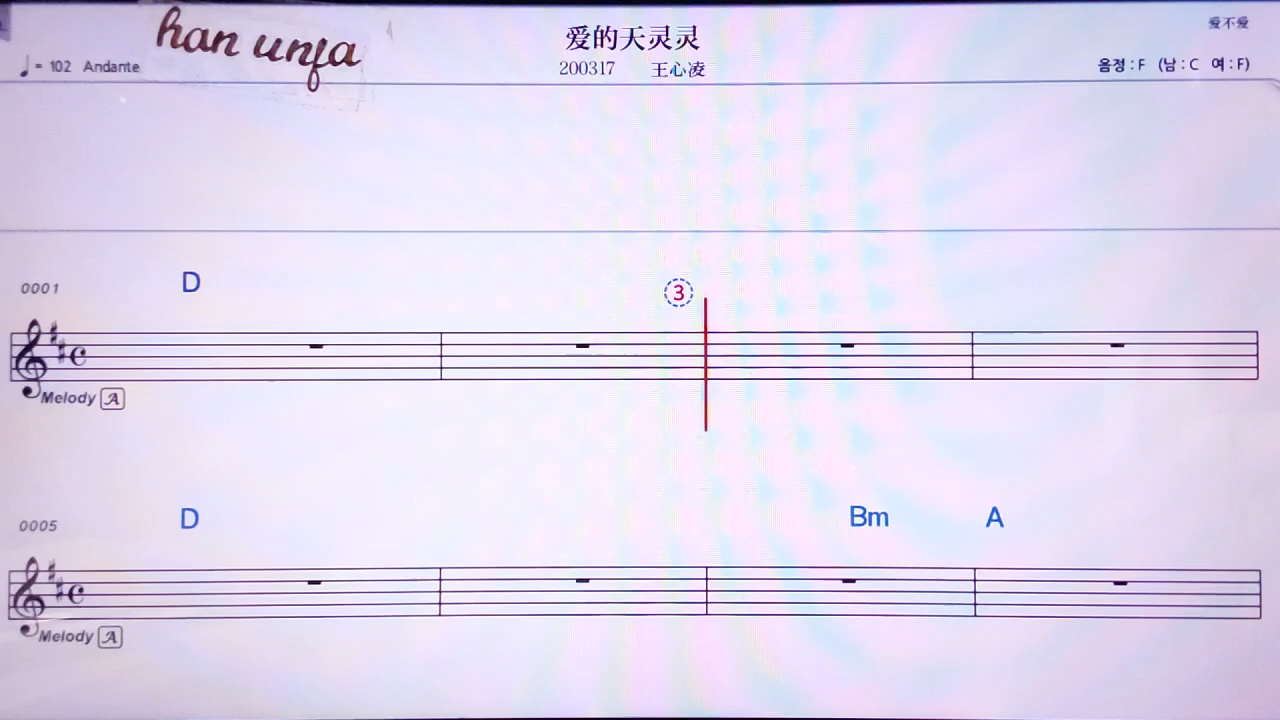 han unfa
爱的天灵灵
爱不爱
♩= 102 Andante
200317 王心凌
음정:F (남:C 여:F)
0001
D
3
Melody A
0005
D Bm A
Melody A